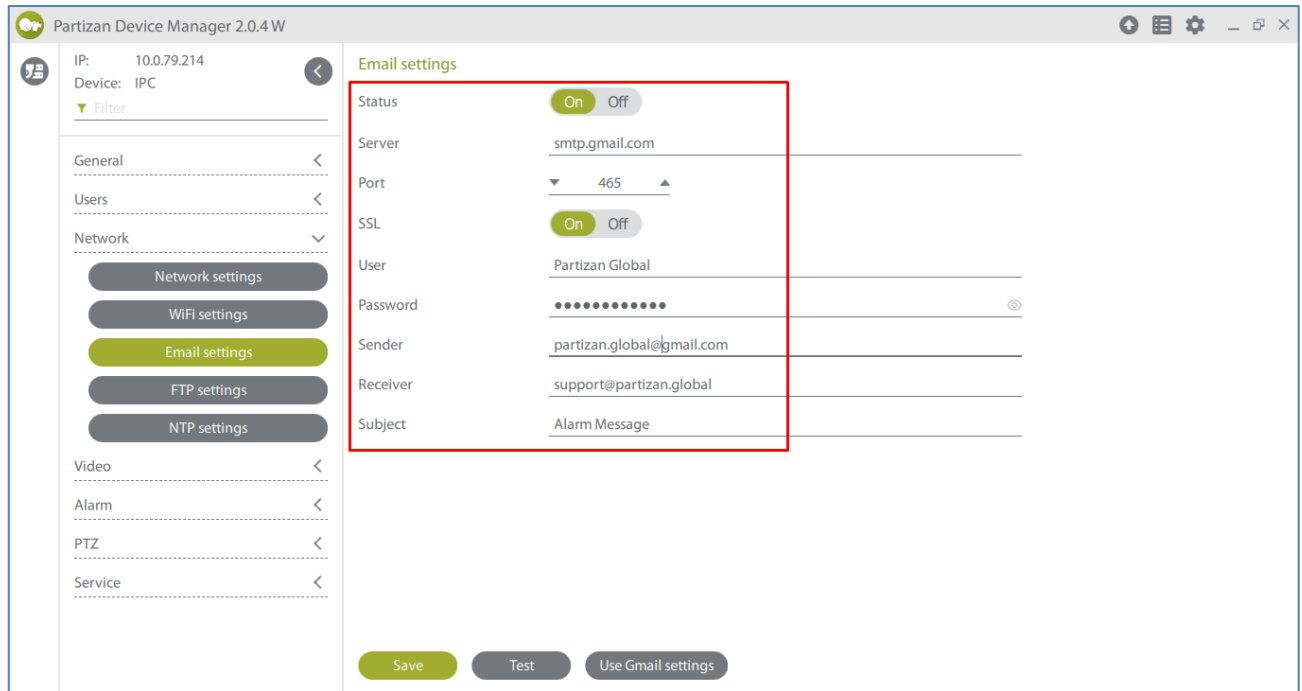 Partizan Device Manager 2.0.4 W
IP: 10.0.79.214
Device: IPC
Filter
General
Users
Network
Network settings
WiFi settings
Email settings
FTP settings
NTP settings
Video
Alarm
PTZ
Service
Email settings
Status On Off
Server smtp.gmail.com
Port 465
SSL On Off
User Partizan Global
Password ●●●●●●●●●●●●
Sender partizan.global@gmail.com
Receiver support@partizan.global
Subject Alarm Message
Save Test Use Gmail settings